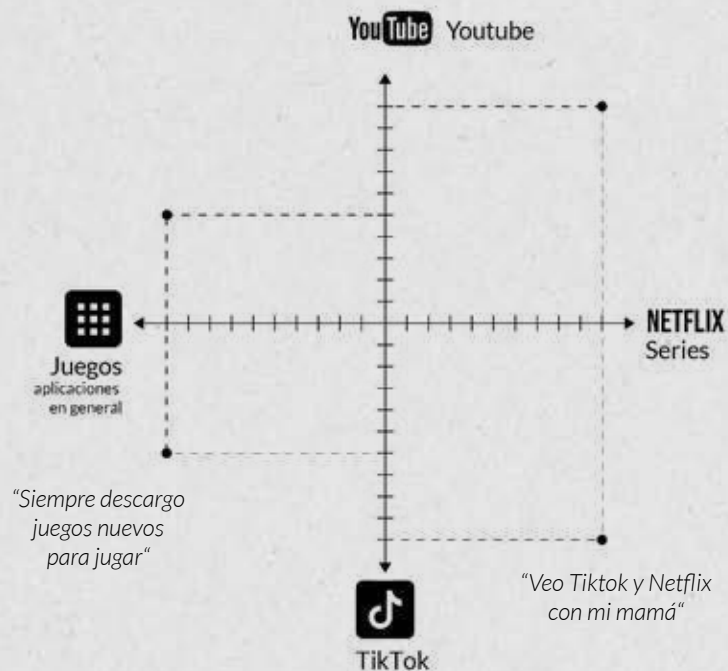 YouTube Youtube
NETFLIX
Series
Juegos
aplicaciones
en general
“Siempre descargo
juegos nuevos
para jugar“
“Veo Tiktok y Netflix
con mi mamá“
TikTok